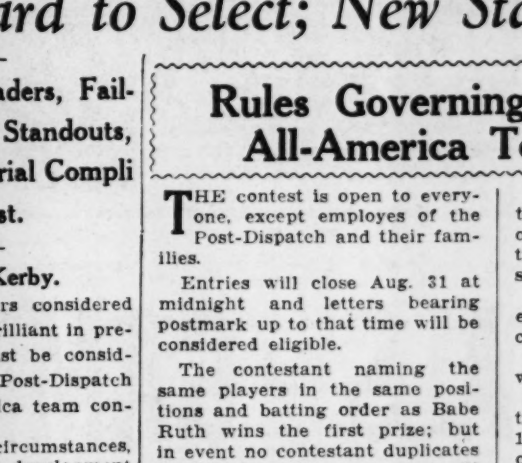 ard to Select; New Sta
aders, Fail-
Standouts,
rial Compli
st.
Kerby.
rs considered
illiant in pre-
st be consid-
Post-Dispatch
ica team con-
circumstances,
Rules Governing
All-America T
THE contest is open to every-
one, except employes of the
Post-Dispatch and their fam-
ilies.
Entries will close Aug. 31 at
midnight and letters bearing
postmark up to that time will be
considered eligible.
The contestant naming the
same players in the same posi-
tions and batting order as Babe
Ruth wins the first prize; but
in event no contestant duplicates